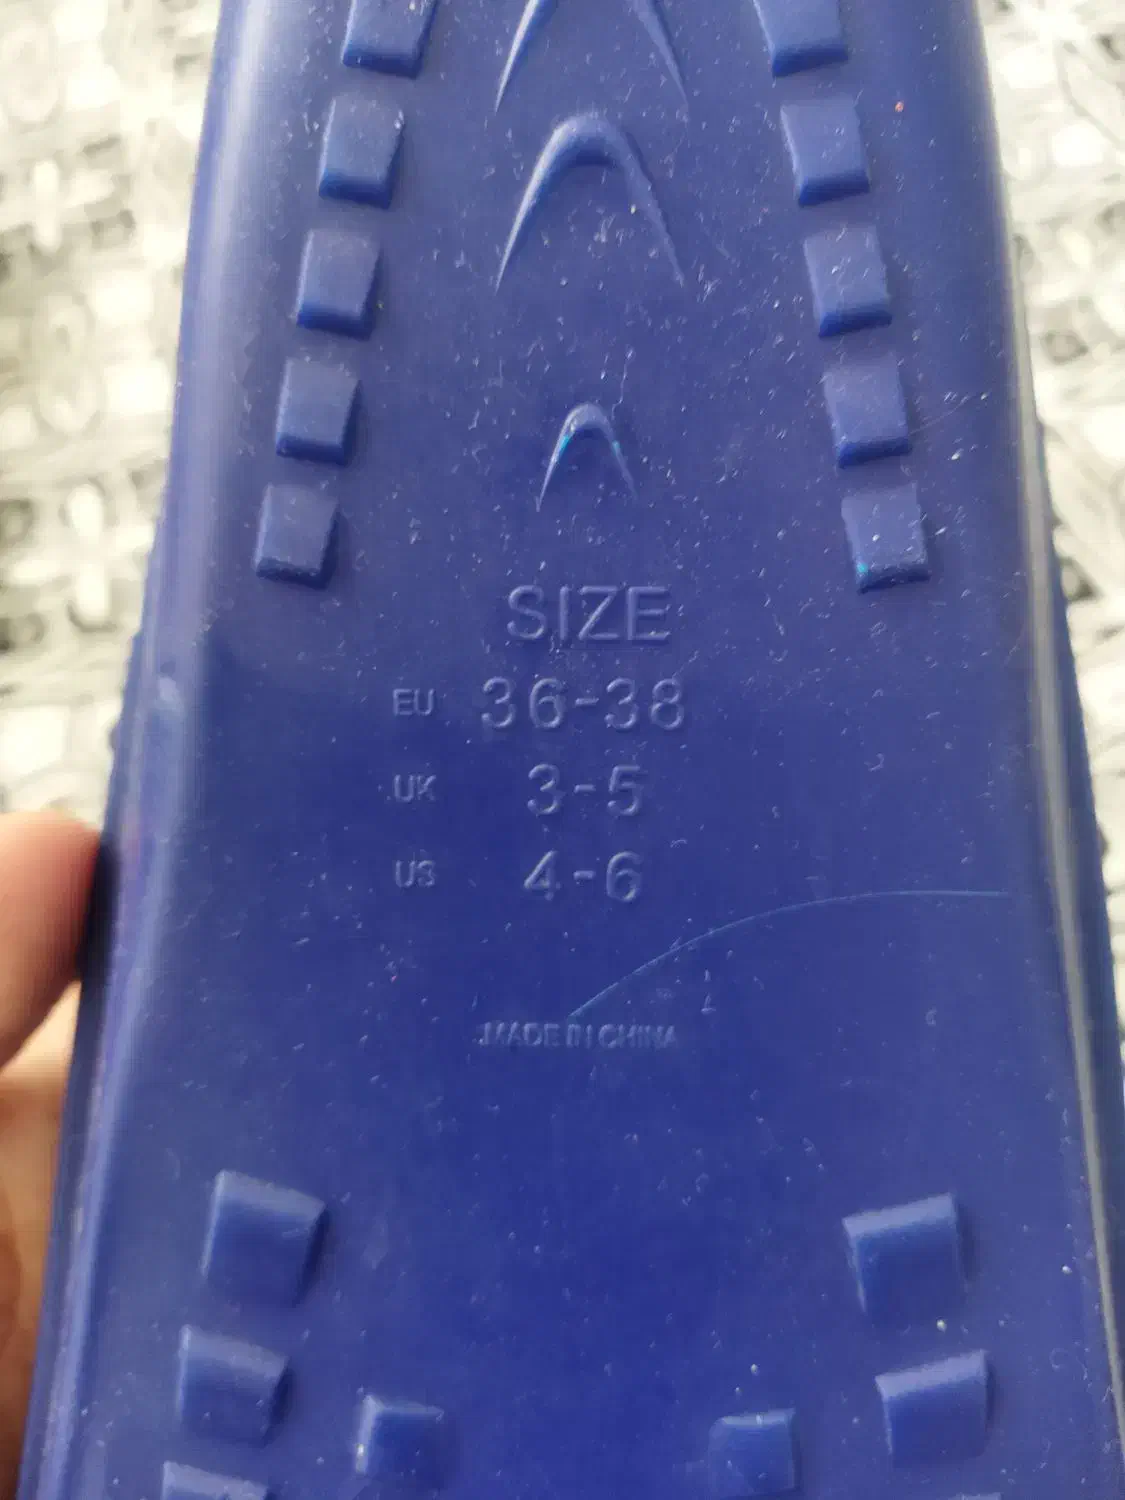 SIZE
EU 36-38
UK 3-5
US 4-6
MADE IN CHINA